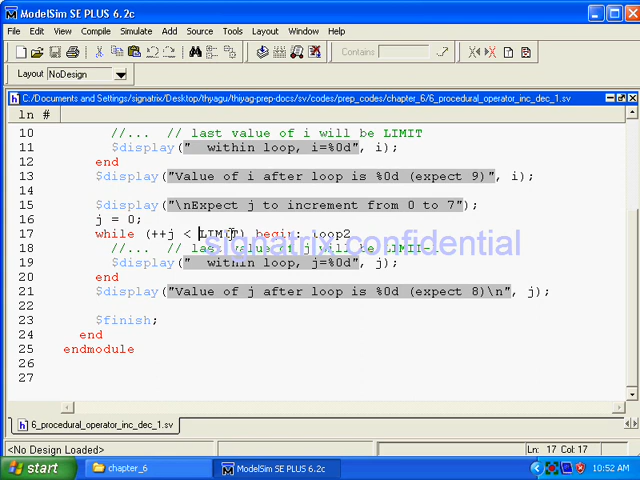 ModelSim SE PLUS 6.2c
File Edit View Compile Simulate Add Source Tools Layout Window Help
Contains
Layout NoDesign
C:/Documents and Settings/signatrix/Desktop/thyagu/thiyag-prep-docs/sv/codes/prep_codes/chapter_6/6_procedural_operator_inc_dec_1.sv
ln #
10 //... // last value of i will be LIMIT
11 $display(" within loop, i=%0d", i);
12 end
13 $display("Value of i after loop is %0d (expect 9)", i);
14
15 $display("\nExpect j to increment from 0 to 7");
16 j = 0;
17 while (++j < LIMIT) begin: loop2
signatrix confidential
18 //... // last value of j will be LIMIT-
19 $display(" within loop, j=%0d", j);
20 end
21 $display("Value of j after loop is %0d (expect 8)\n", j);
22
23 $finish;
24 end
25 endmodule
26
27
6_procedural_operator_inc_dec_1.sv
<No Design Loaded> Ln: 17 Col: 17
start chapter_6 ModelSim SE PLUS 6.2c 10:52 AM